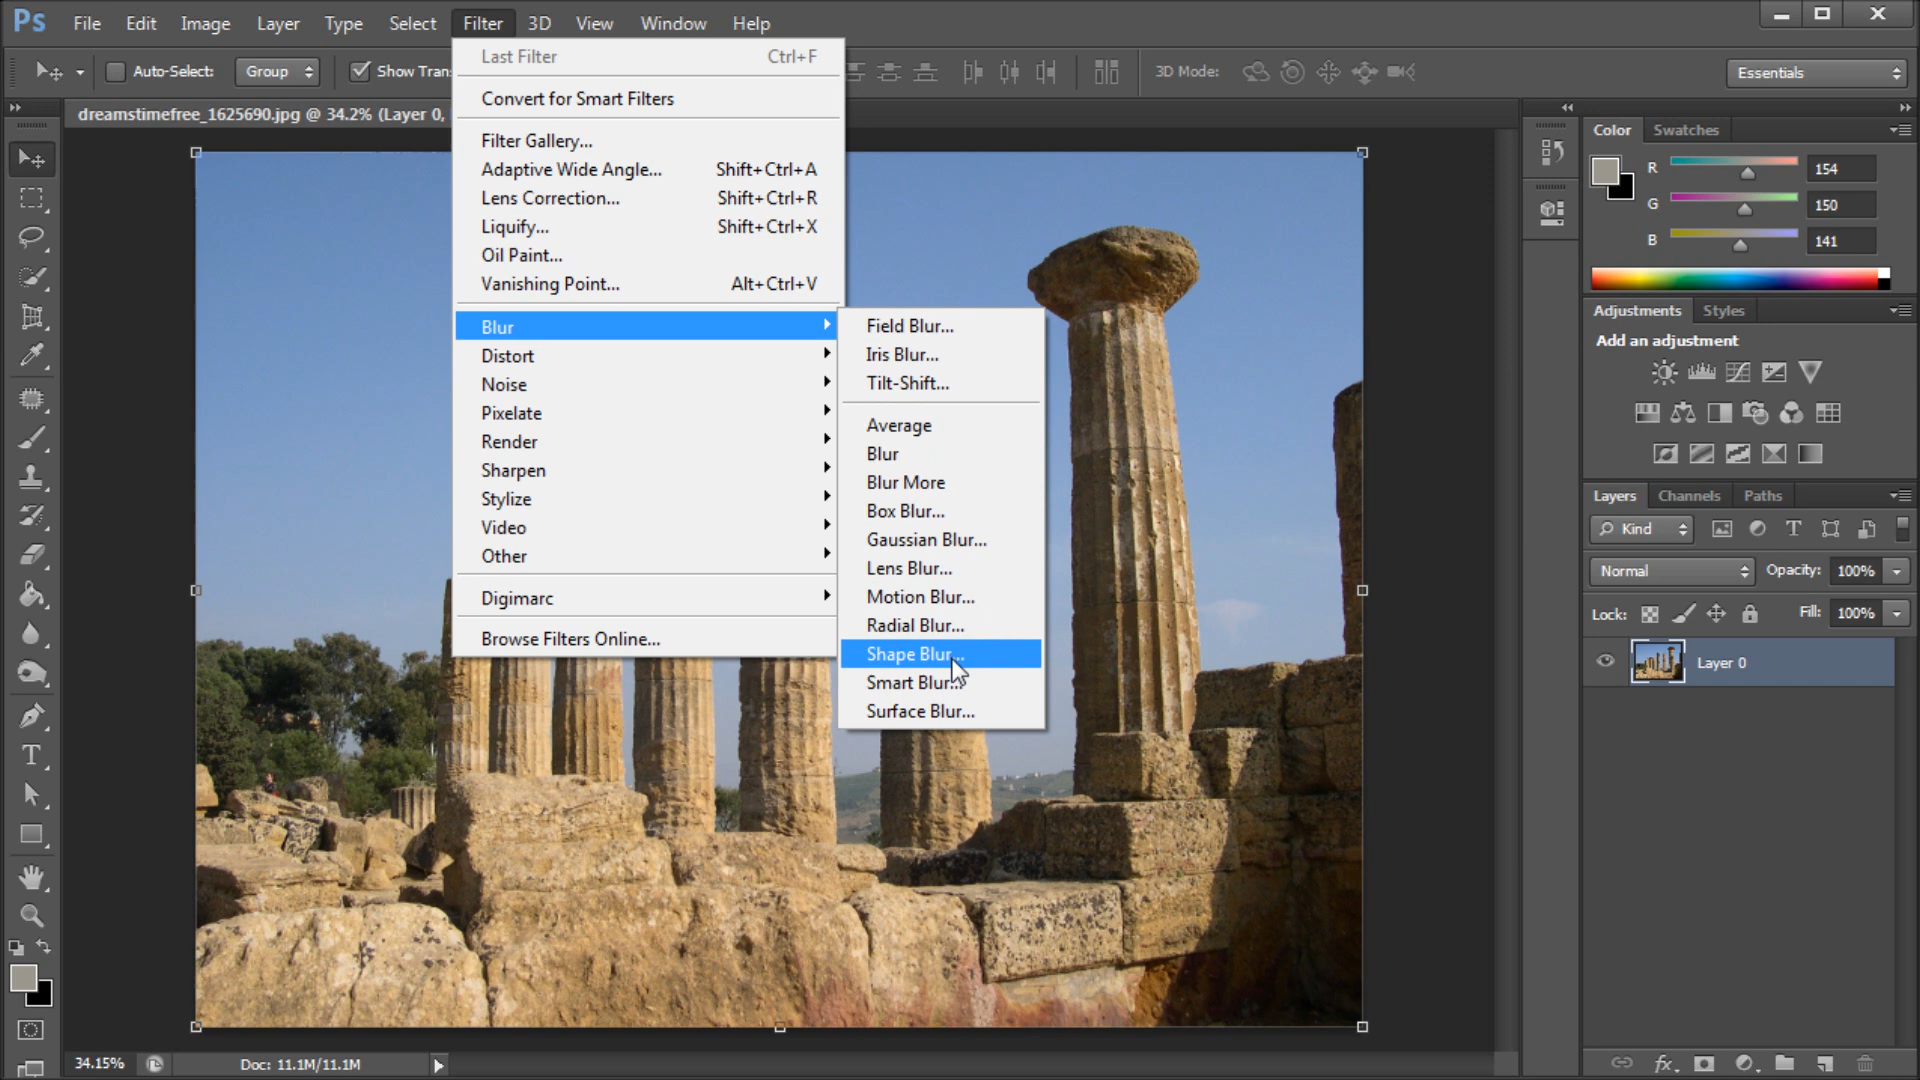 Ps File Edit Image Layer Type Select Filter 3D View Window Help
Auto-Select: Group Show Tran 3D Mode: Essentials
dreamstimefree_1625690.jpg @ 34.2% (Layer 0,
Last Filter Ctrl+F
Convert for Smart Filters
Filter Gallery...
Adaptive Wide Angle... Shift+Ctrl+A
Lens Correction... Shift+Ctrl+R
Liquify... Shift+Ctrl+X
Oil Paint...
Vanishing Point... Alt+Ctrl+V
Blur
Distort
Noise
Pixelate
Render
Sharpen
Stylize
Video
Other
Digimarc
Browse Filters Online...
Field Blur...
Iris Blur...
Tilt-Shift...
Average
Blur
Blur More
Box Blur...
Gaussian Blur...
Lens Blur...
Motion Blur...
Radial Blur...
Shape Blur...
Smart Blur...
Surface Blur...
Color Swatches
R 154
G 150
B 141
Adjustments Styles
Add an adjustment
Layers Channels Paths
Kind
Normal Opacity: 100%
Lock: Fill: 100%
Layer 0
34.15% Doc: 11.1M/11.1M
fx